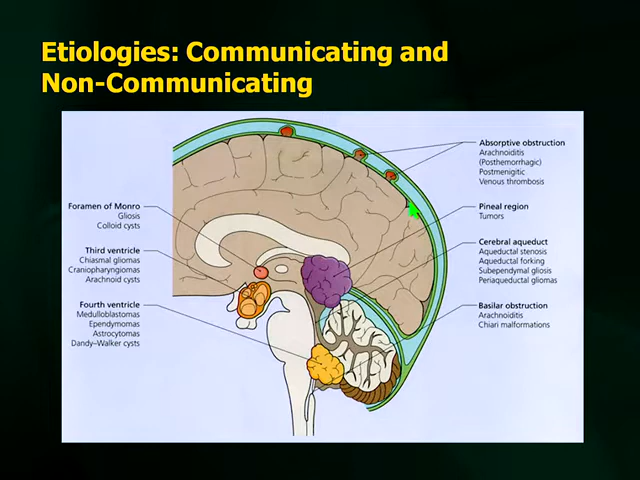 Etiologies: Communicating and
Non-Communicating
Foramen of Monro
Gliosis
Colloid cysts
Third ventricle
Chiasmal gliomas
Craniopharyngiomas
Arachnoid cysts
Fourth ventricle
Medulloblastomas
Ependymomas
Astrocytomas
Dandy–Walker cysts
Absorptive obstruction
Arachnoiditis
(Posthemorrhagic)
Postmenigitic
Venous thrombosis
Pineal region
Tumors
Cerebral aqueduct
Aqueductal stenosis
Aqueductal forking
Subependymal gliosis
Periaqueductal gliomas
Basilar obstruction
Arachnoiditis
Chiari malformations